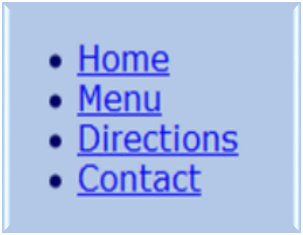 • Home
• Menu
• Directions
• Contact